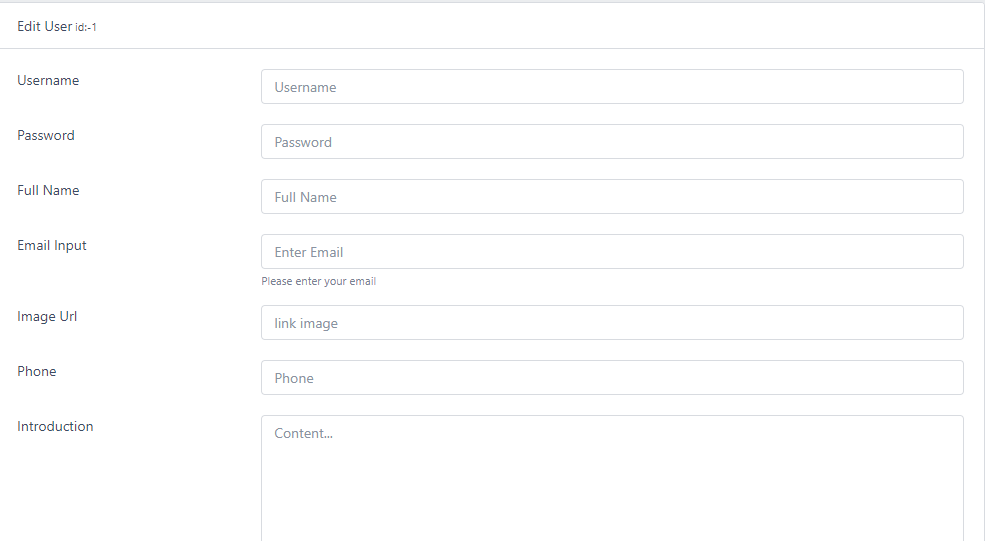 Edit User id:-1
Username
Username
Password
Password
Full Name
Full Name
Email Input
Enter Email
Please enter your email
Image Url
link image
Phone
Phone
Introduction
Content...